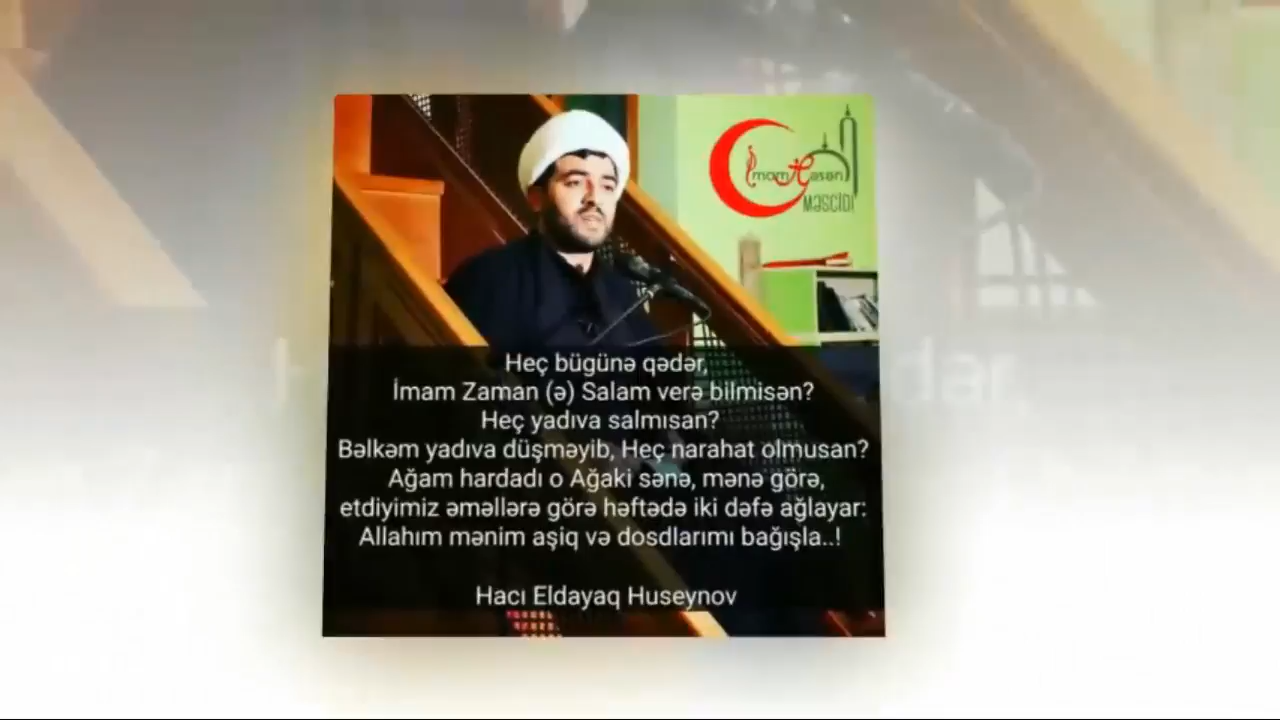 İmam Həsən
MƏSCİDİ
Heç bügünə qədər,
İmam Zaman (ə) Salam verə bilmisən?
Heç yadıva salmısan?
Bəlkəm yadıva düşməyib, Heç narahat olmusan?
Ağam hardadı o Ağaki sənə, mənə görə,
etdiyimiz əməllərə görə həftədə iki dəfə ağlayar:
Allahım mənim aşiq və dosdlarımı bağışla..!
Hacı Eldayaq Huseynov